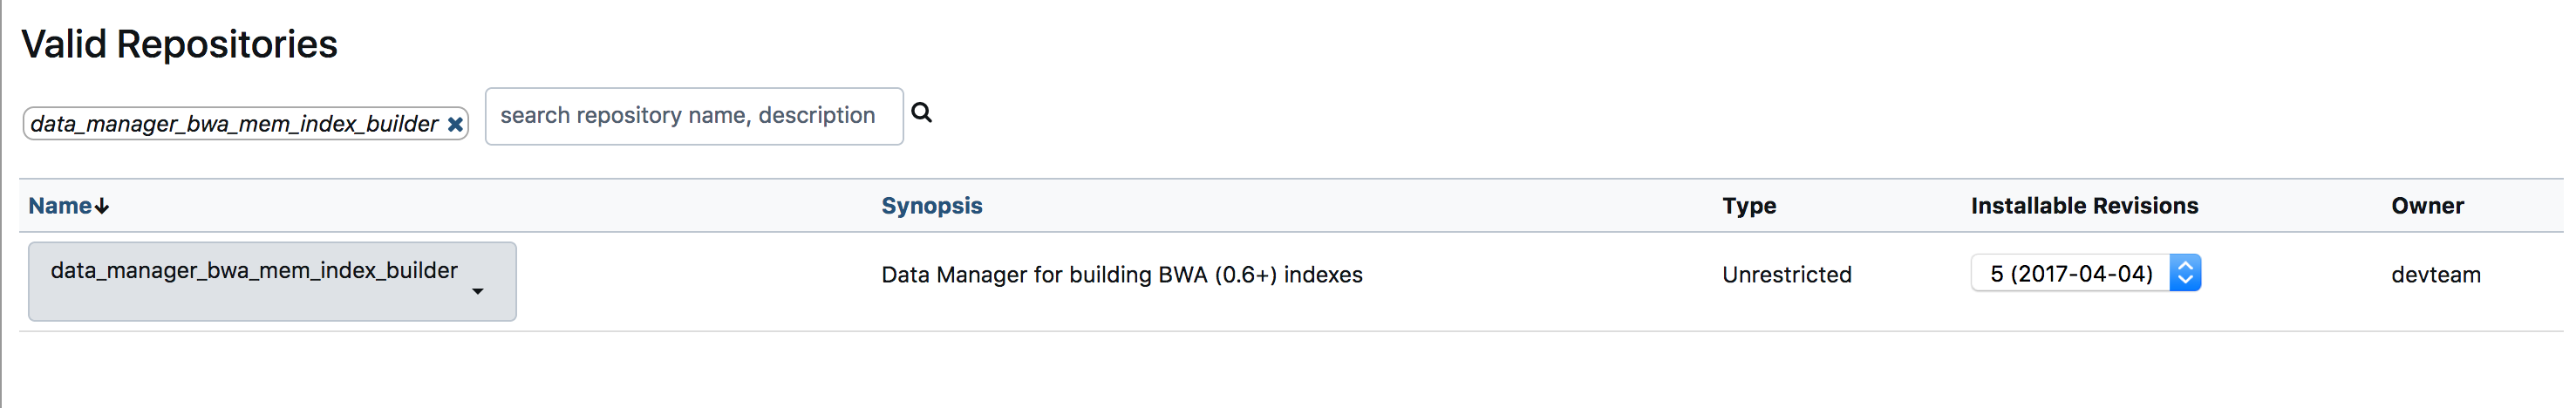 Valid Repositories
data_manager_bwa_mem_index_builder
search repository name, description
Name Synopsis Type Installable Revisions Owner
data_manager_bwa_mem_index_builder Data Manager for building BWA (0.6+) indexes Unrestricted 5 (2017-04-04) devteam